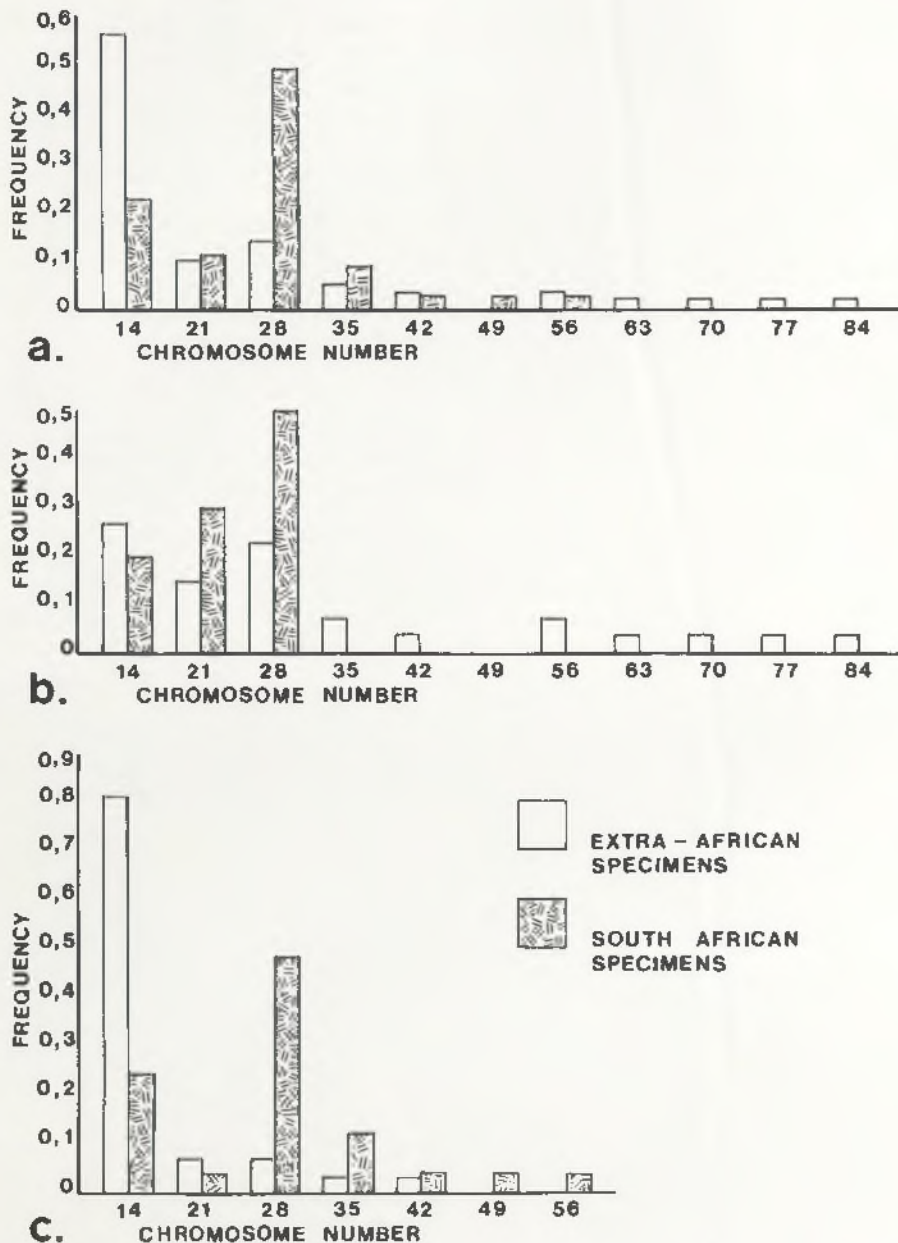 0,6
0,5
0,4
0,3
0,2
0,1
0
FREQUENCY
14 21 28 35 42 49 56 63 70 77 84
a. CHROMOSOME NUMBER
0,5
0,4
0,3
0,2
0,1
0
FREQUENCY
14 21 28 35 42 49 56 63 70 77 84
b. CHROMOSOME NUMBER
0,9
0,8
0,7
0,6
0,5
0,4
0,3
0,2
0,1
0
FREQUENCY
EXTRA – AFRICAN
SPECIMENS
SOUTH AFRICAN
SPECIMENS
14 21 28 35 42 49 56
c. CHROMOSOME NUMBER